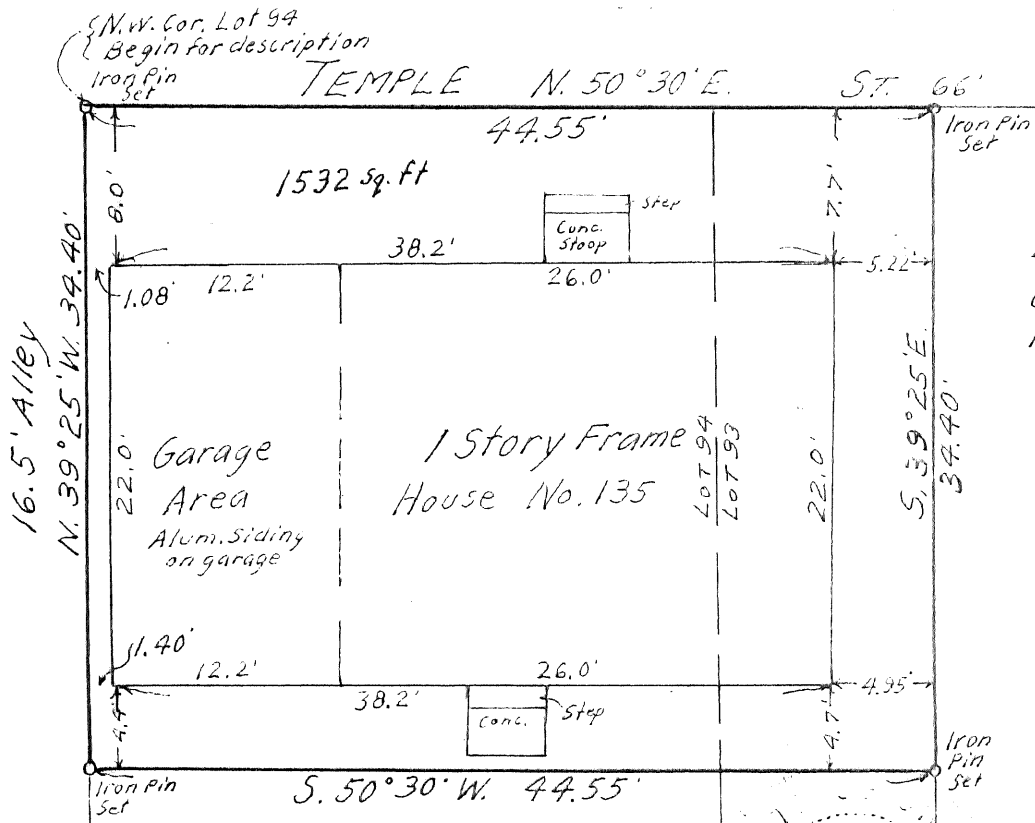 N.W. Cor. Lot 94
Begin for description
Iron Pin
Set
TEMPLE N. 50°30' E. ST. 66'
Iron Pin
Set
44.55'
1532 sq. ft
8.0'
7.7'
Step
Conc.
Stoop
38.2'
5.22'
1.08'
12.2'
26.0'
16.5' Alley
N. 39°25' W. 34.40'
22.0'
Garage
Area
Alum. Siding
on garage
1 Story Frame
House No. 135
LOT 94
LOT 93
22.0'
S, 39°25' E.
34.40'
1.40'
12.2'
26.0'
38.2'
4.95'
Step
Conc.
4.4'
4.7'
Iron Pin
Set
S. 50°30' W. 44.55'
Iron
Pin
Set